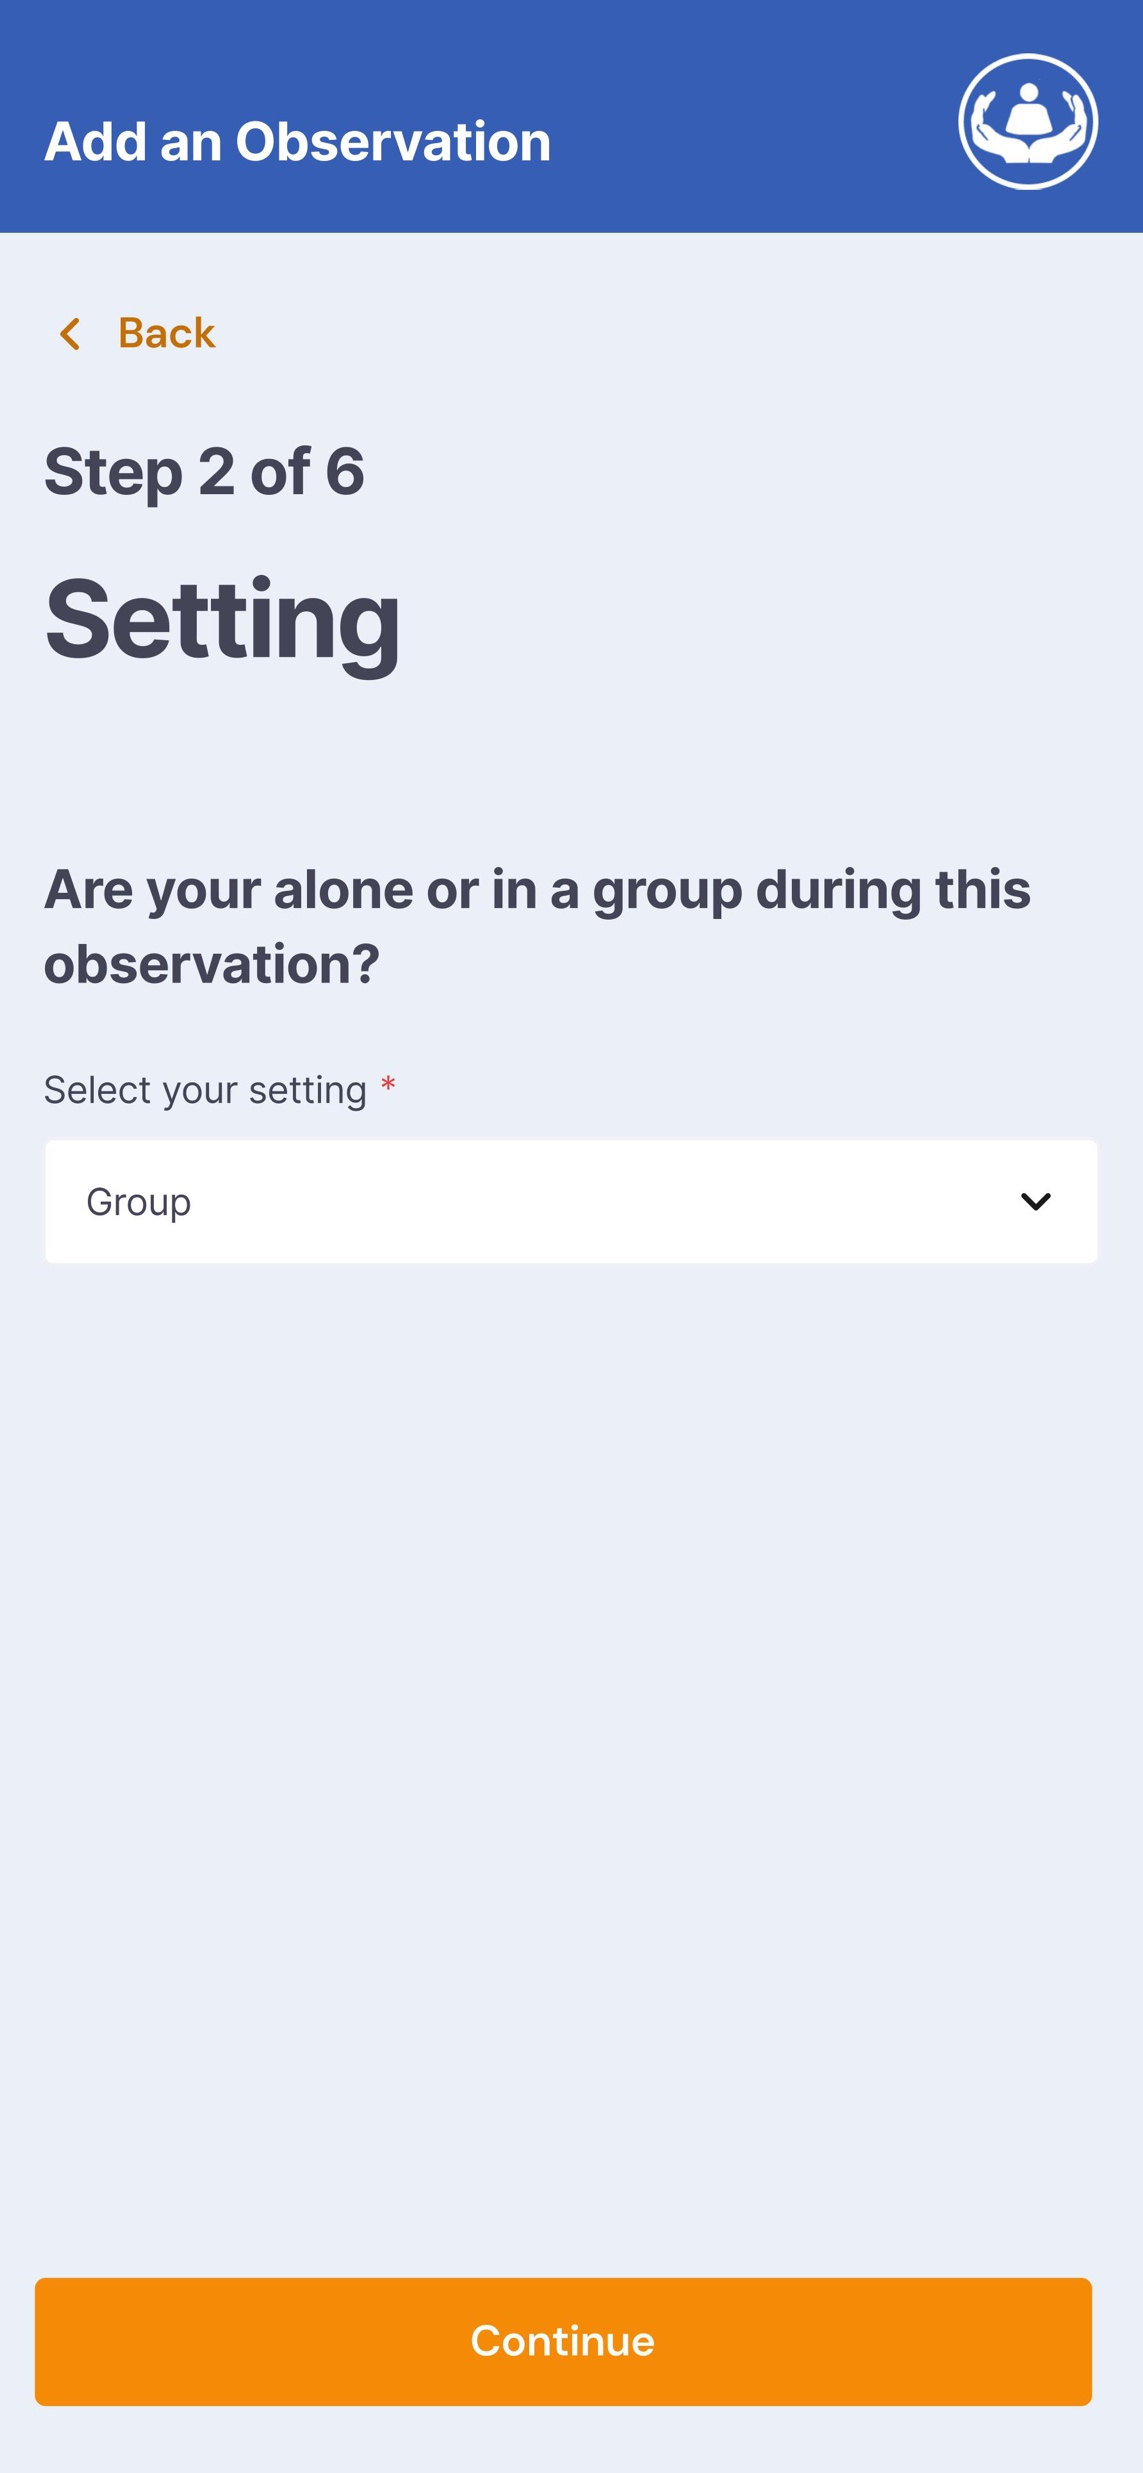 Add an Observation
Back
Step 2 of 6
Setting
Are your alone or in a group during this
observation?
Select your setting *
Group
Continue